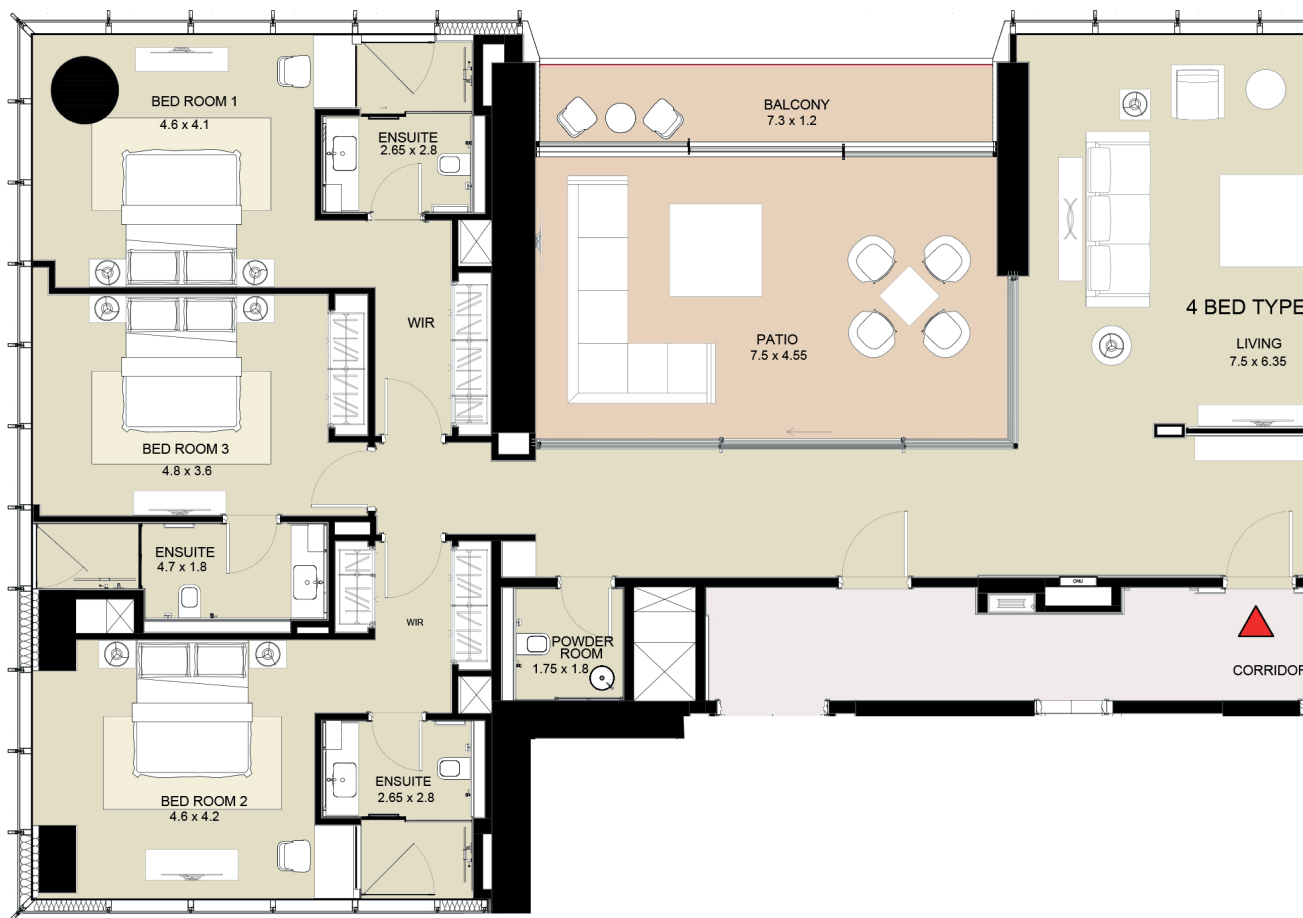 BED ROOM 1
4.6 x 4.1
ENSUITE
2.65 x 2.8
BALCONY
7.3 x 1.2
WIR
PATIO
7.5 x 4.55
4 BED TYPE
LIVING
7.5 x 6.35
BED ROOM 3
4.8 x 3.6
ENSUITE
4.7 x 1.8
WIR
ONU
POWDER
ROOM
1.75 x 1.8
CORRIDOR
BED ROOM 2
4.6 x 4.2
ENSUITE
2.65 x 2.8